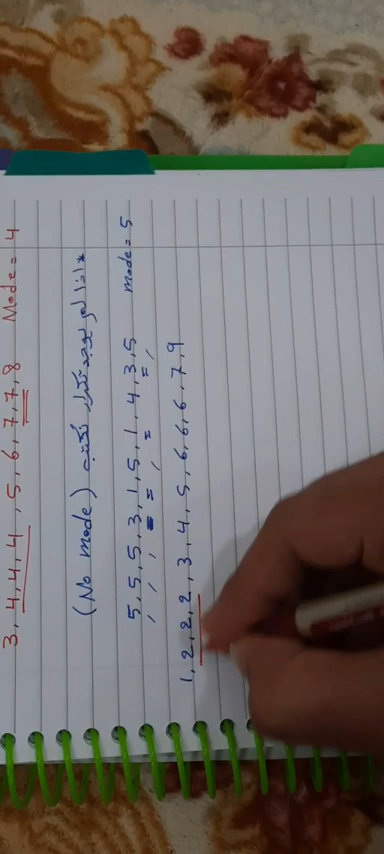 3, 4, 4, 4, 5, 6, 7, 7, 8 Mode = 4
* إذا لم يوجد تكرار نكتب (No mode)
5, 5, 5, 3, 1, 5, 1, 4, 3, 5 mode = 5
1, 2, 2, 2, 3, 4, 5, 6, 6, 6, 7, 9